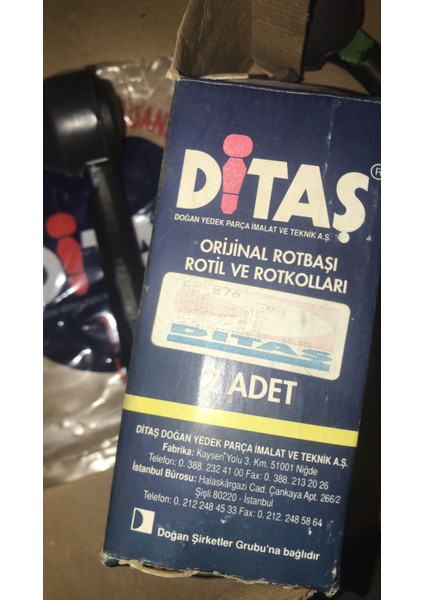 DİTAŞ
®
DOĞAN YEDEK PARÇA İMALAT VE TEKNİK A.Ş.
ORİJİNAL ROTBAŞI
ROTİL VE ROTKOLLARI
A2-876
DİTAŞ
2 ADET
DİTAŞ DOĞAN YEDEK PARÇA İMALAT VE TEKNİK A.Ş.
Fabrika: Kayseri Yolu 3. Km. 51001 Niğde
Telefon: 0. 388. 232 41 00 Fax: 0. 388. 213 20 26
İstanbul Bürosu: Halaskârgazi Cad. Çankaya Apt. 266/2
Şişli 80220 - İstanbul
Telefon: 0. 212 248 45 33 Fax: 0. 212. 248 58 64
Doğan Şirketler Grubu'na bağlıdır